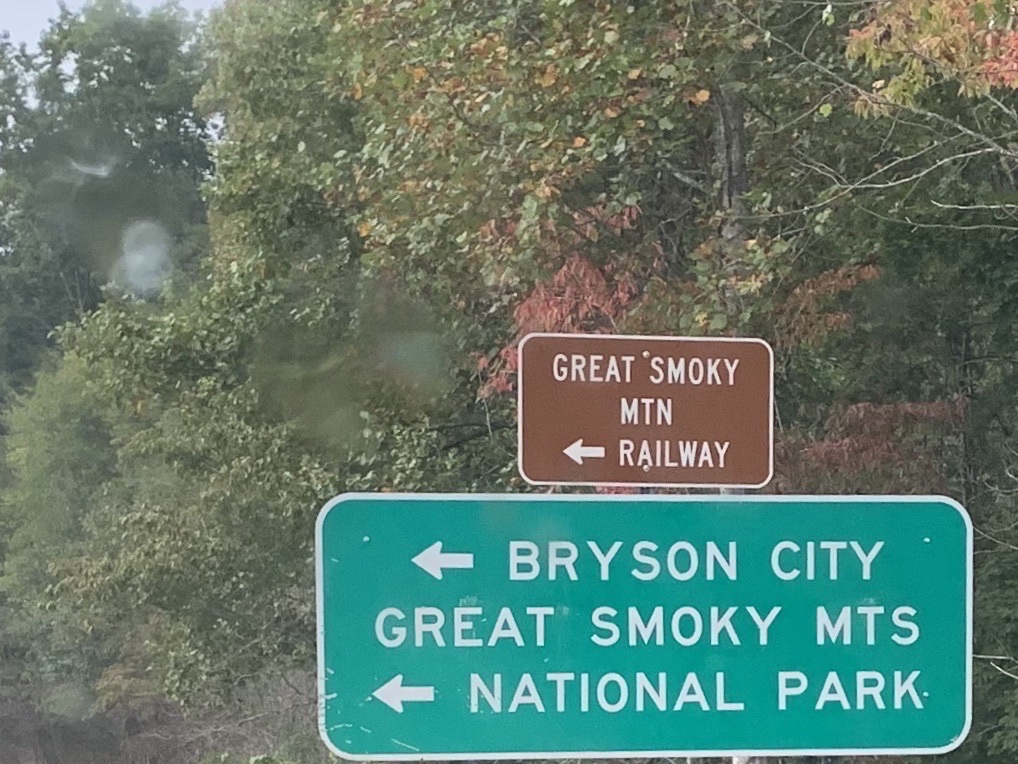 GREAT SMOKY
MTN
← RAILWAY
← BRYSON CITY
GREAT SMOKY MTS
← NATIONAL PARK